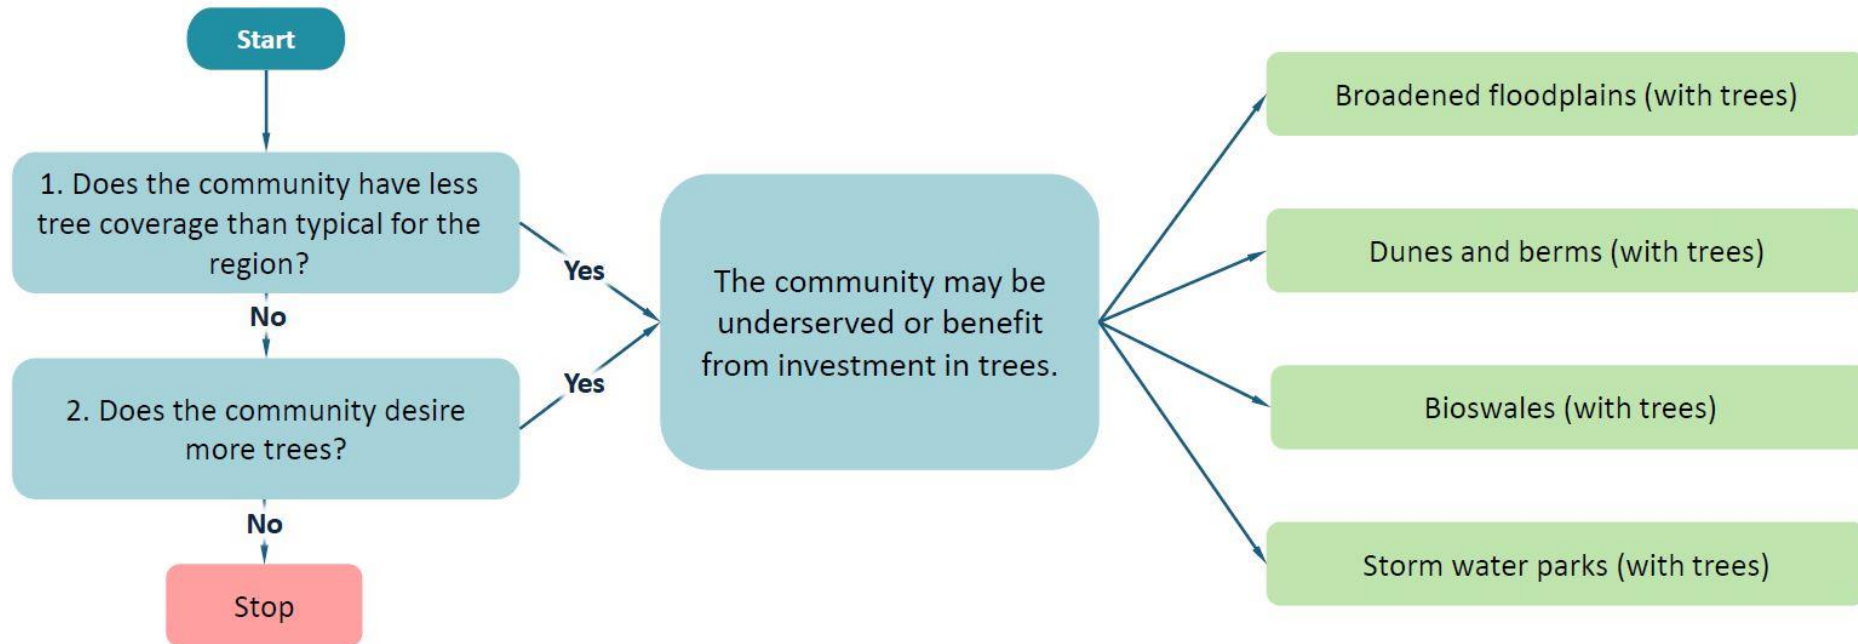 Start
1. Does the community have less
tree coverage than typical for the
region?
Yes
No
2. Does the community desire
more trees?
Yes
No
Stop
The community may be
underserved or benefit
from investment in trees.
Broadened floodplains (with trees)
Dunes and berms (with trees)
Bioswales (with trees)
Storm water parks (with trees)